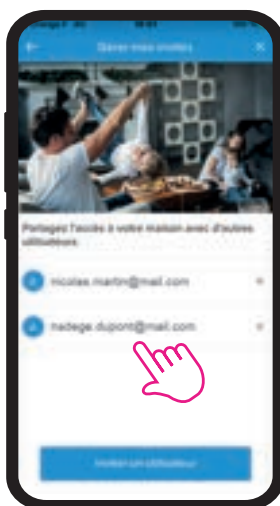 Gérer mes invités
Partagez l'accès à votre maison avec d'autres
utilisateurs.
nicolas.martin@mail.com
nadege.dupont@mail.com
Inviter un utilisateur